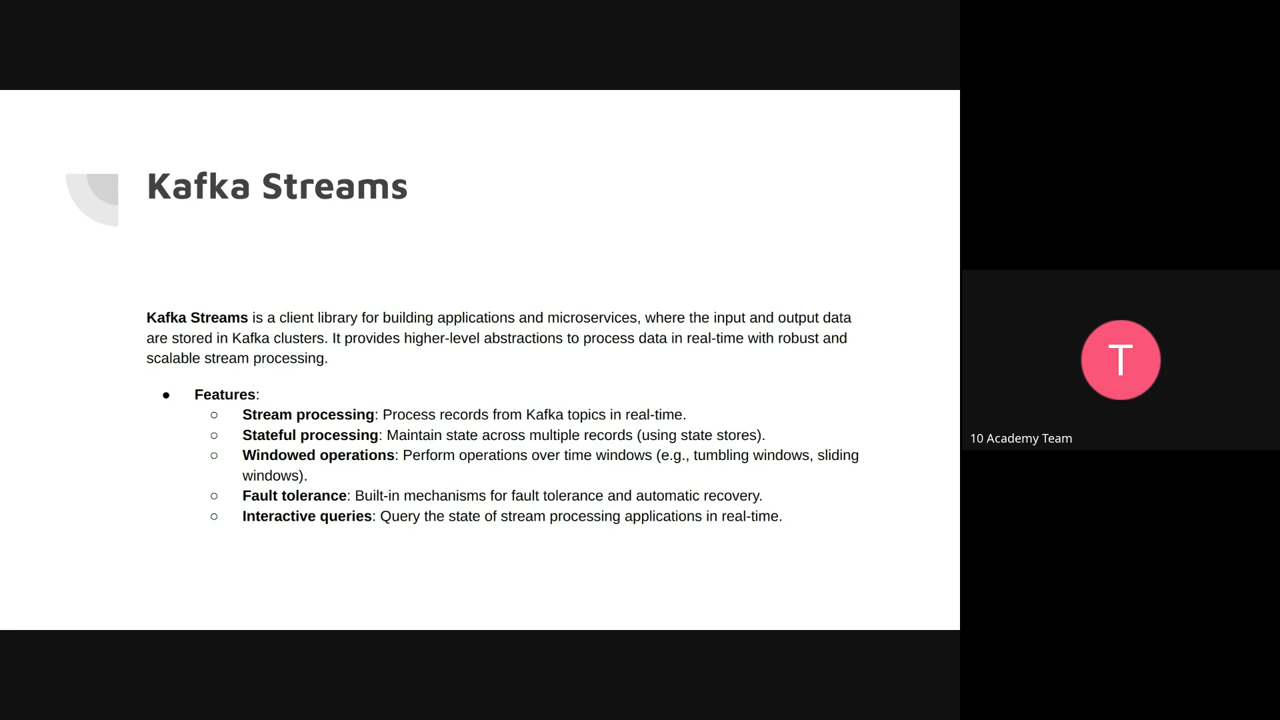 Kafka Streams
Kafka Streams is a client library for building applications and microservices, where the input and output data
are stored in Kafka clusters. It provides higher-level abstractions to process data in real-time with robust and
scalable stream processing.
● Features:
○ Stream processing: Process records from Kafka topics in real-time.
○ Stateful processing: Maintain state across multiple records (using state stores).
○ Windowed operations: Perform operations over time windows (e.g., tumbling windows, sliding
windows).
○ Fault tolerance: Built-in mechanisms for fault tolerance and automatic recovery.
○ Interactive queries: Query the state of stream processing applications in real-time.
T
10 Academy Team